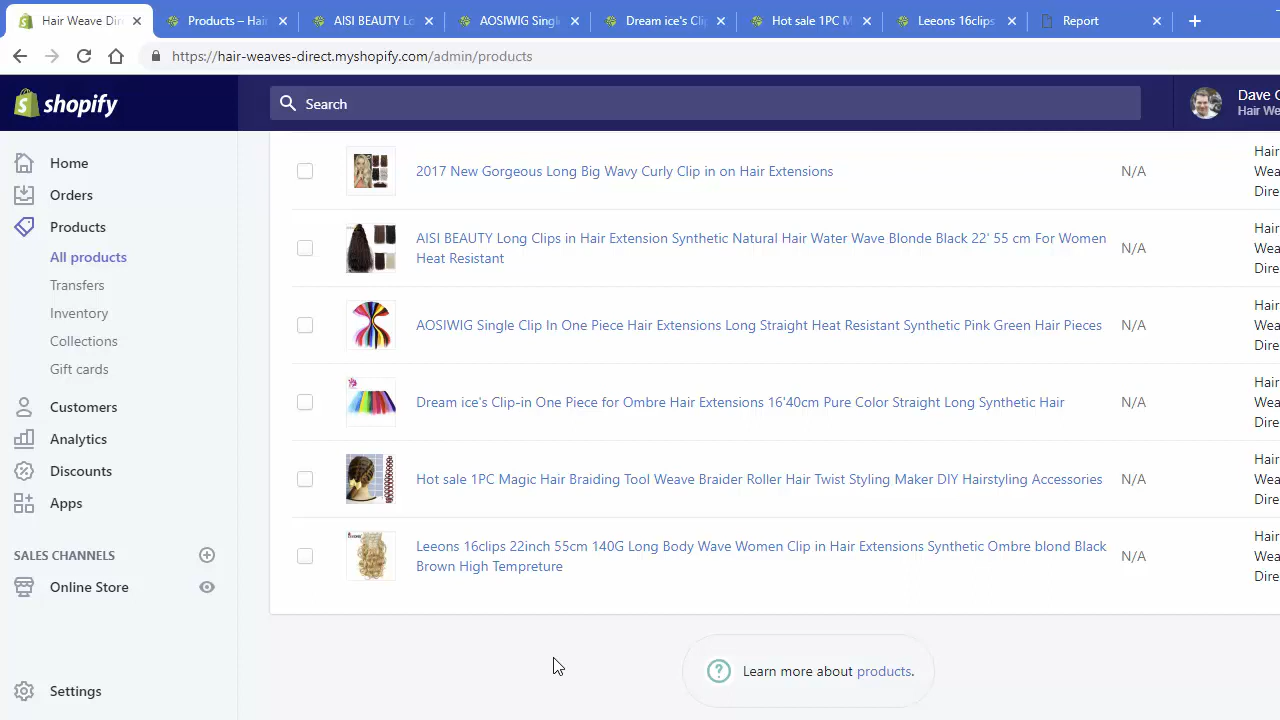 Hair Weave Dire
Products – Hair
AISI BEAUTY Lo
AOSIWIG Singl
Dream ice's Clip
Hot sale 1PC M
Leeons 16clips
Report
https://hair-weaves-direct.myshopify.com/admin/products
shopify
Search
Dave C
Hair We
Home
Orders
Products
All products
Transfers
Inventory
Collections
Gift cards
Customers
Analytics
Discounts
Apps
SALES CHANNELS
Online Store
Settings
2017 New Gorgeous Long Big Wavy Curly Clip in on Hair Extensions
N/A
Hair
Wea
Dire
AISI BEAUTY Long Clips in Hair Extension Synthetic Natural Hair Water Wave Blonde Black 22' 55 cm For Women
Heat Resistant
N/A
Hair
Wea
Dire
AOSIWIG Single Clip In One Piece Hair Extensions Long Straight Heat Resistant Synthetic Pink Green Hair Pieces
N/A
Hair
Wea
Dire
Dream ice's Clip-in One Piece for Ombre Hair Extensions 16'40cm Pure Color Straight Long Synthetic Hair
N/A
Hair
Wea
Dire
Hot sale 1PC Magic Hair Braiding Tool Weave Braider Roller Hair Twist Styling Maker DIY Hairstyling Accessories
N/A
Hair
Wea
Dire
Leeons 16clips 22inch 55cm 140G Long Body Wave Women Clip in Hair Extensions Synthetic Ombre blond Black
Brown High Tempreture
N/A
Hair
Wea
Dire
Learn more about products.